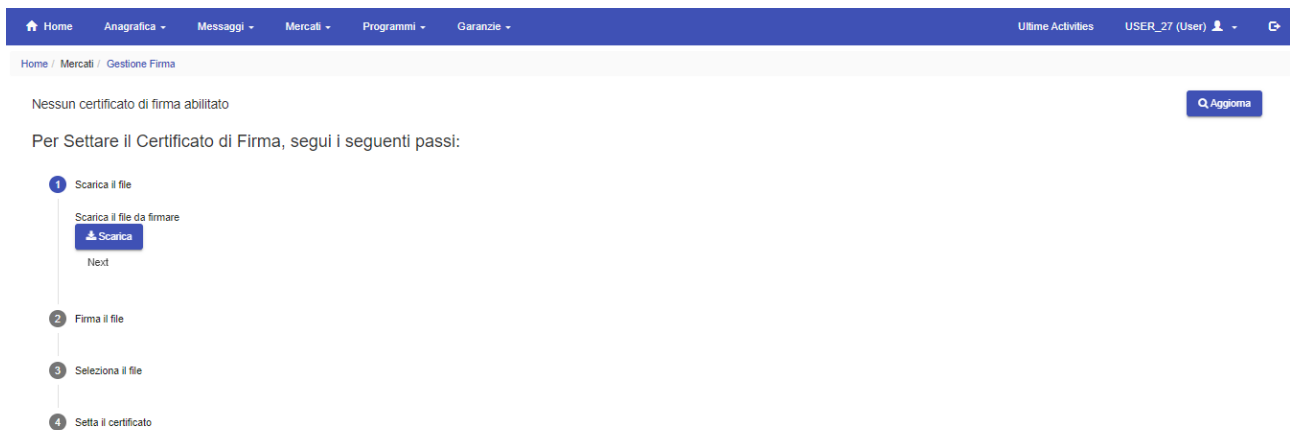 Home Anagrafica Messaggi Mercati Programmi Garanzie Ultime Activities USER_27 (User)
Home / Mercati / Gestione Firma
Nessun certificato di firma abilitato Aggiorna
Per Settare il Certificato di Firma, segui i seguenti passi:
1 Scarica il file
Scarica il file da firmare
Scarica
Next
2 Firma il file
3 Seleziona il file
4 Setta il certificato